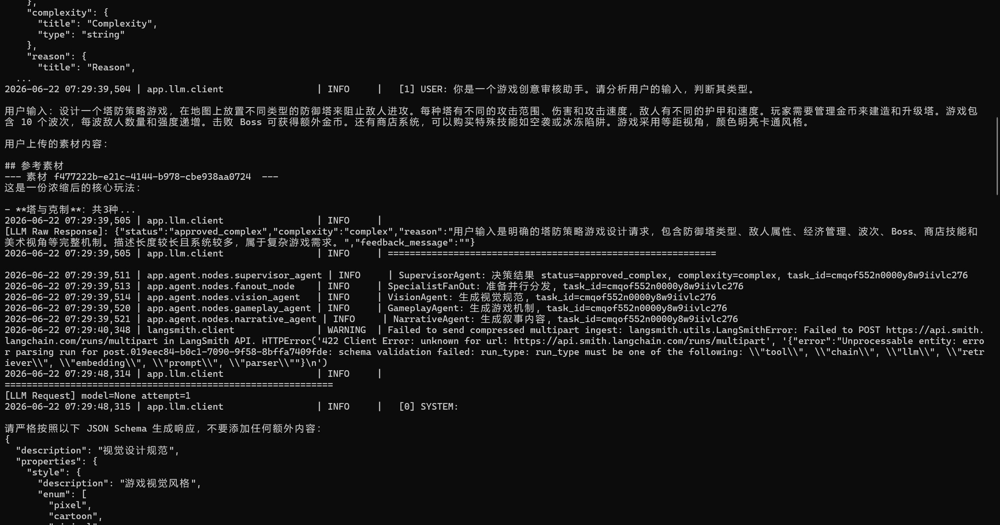 },
    "complexity": {
      "title": "Complexity",
      "type": "string"
    },
    "reason": {
      "title": "Reason",
  ...
2026-06-22 07:29:39,504 | app.llm.client                 | INFO     |   [1] USER: 你是一个游戏创意审核助手。请分析用户的输入，判断其类型。
用户输入：设计一个塔防策略游戏，在地图上放置不同类型的防御塔来阻止敌人进攻。每种塔有不同的攻击范围、伤害和攻击速度，敌人有不同的护甲和速度。玩家需要管理金币来建造和升级塔。游戏包
含 10 个波次，每波敌人数量和强度递增。击败 Boss 可获得额外金币。还有商店系统，可以购买特殊技能如空袭或冰冻陷阱。游戏采用等距视角，颜色明亮卡通风格。
用户上传的素材内容：
## 参考素材
--- 素材 f477222b-e21c-4144-b978-cbe938aa0724  ---
这是一份浓缩后的核心玩法：
- **塔与克制**：共3种...
2026-06-22 07:29:39,505 | app.llm.client                 | INFO     |
[LLM Raw Response]: {"status":"approved_complex","complexity":"complex","reason":"用户输入是明确的塔防策略游戏设计请求，包含防御塔类型、敌人属性、经济管理、波次、Boss、商店技能和
美术视角等完整机制。描述长度较长且系统较多，属于复杂游戏需求。","feedback_message":""}
2026-06-22 07:29:39,505 | app.llm.client                 | INFO     | ============================================================
2026-06-22 07:29:39,511 | app.agent.nodes.supervisor_agent | INFO     | SupervisorAgent: 决策结果 status=approved_complex, complexity=complex, task_id=cmqof552n0000y8w9iivlc276
2026-06-22 07:29:39,513 | app.agent.nodes.fanout_node    | INFO     | SpecialistFanOut: 准备并行分发, task_id=cmqof552n0000y8w9iivlc276
2026-06-22 07:29:39,514 | app.agent.nodes.vision_agent   | INFO     | VisionAgent: 生成视觉规范, task_id=cmqof552n0000y8w9iivlc276
2026-06-22 07:29:39,520 | app.agent.nodes.gameplay_agent | INFO     | GameplayAgent: 生成游戏机制, task_id=cmqof552n0000y8w9iivlc276
2026-06-22 07:29:39,521 | app.agent.nodes.narrative_agent | INFO     | NarrativeAgent: 生成叙事内容, task_id=cmqof552n0000y8w9iivlc276
2026-06-22 07:29:40,348 | langsmith.client               | WARNING  | Failed to send compressed multipart ingest: langsmith.utils.LangSmithError: Failed to POST https://api.smith.
langchain.com/runs/multipart in LangSmith API. HTTPError('422 Client Error: unknown for url: https://api.smith.langchain.com/runs/multipart', '{"error":"Unprocessable entity: erro
r parsing run for post.019eec84-b0c1-7090-9f58-8bffa7409fde: schema validation failed: run_type: run_type must be one of the following: \\"tool\\", \\"chain\\", \\"llm\\", \\"retr
iever\\", \\"embedding\\", \\"prompt\\", \\"parser\\""}\n')
2026-06-22 07:29:48,314 | app.llm.client                 | INFO     |
============================================================
[LLM Request] model=None attempt=1
2026-06-22 07:29:48,315 | app.llm.client                 | INFO     |   [0] SYSTEM:
请严格按照以下 JSON Schema 生成响应，不要添加任何额外内容：
{
  "description": "视觉设计规范",
  "properties": {
    "style": {
      "description": "游戏视觉风格",
      "enum": [
        "pixel",
        "cartoon",